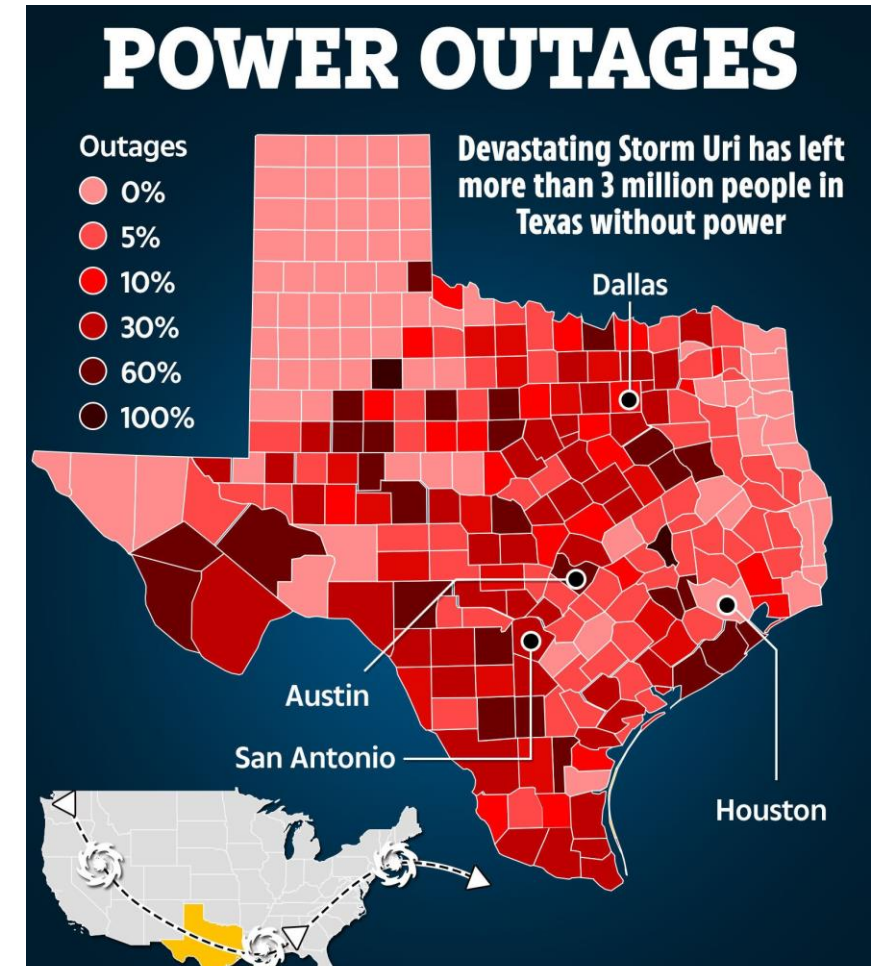 POWER OUTAGES
Outages
0%
5%
10%
30%
60%
100%
Devastating Storm Uri has left
more than 3 million people in
Texas without power
Dallas
Austin
San Antonio
Houston